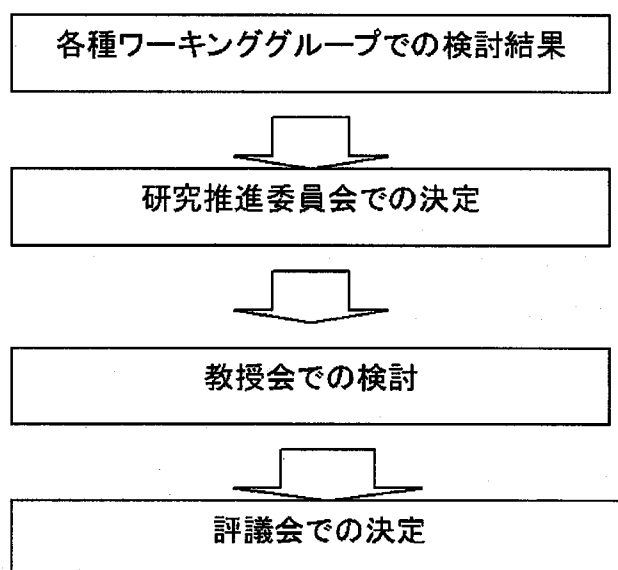 各種ワーキンググループでの検討結果
研究推進委員会での決定
教授会での検討
評議会での決定